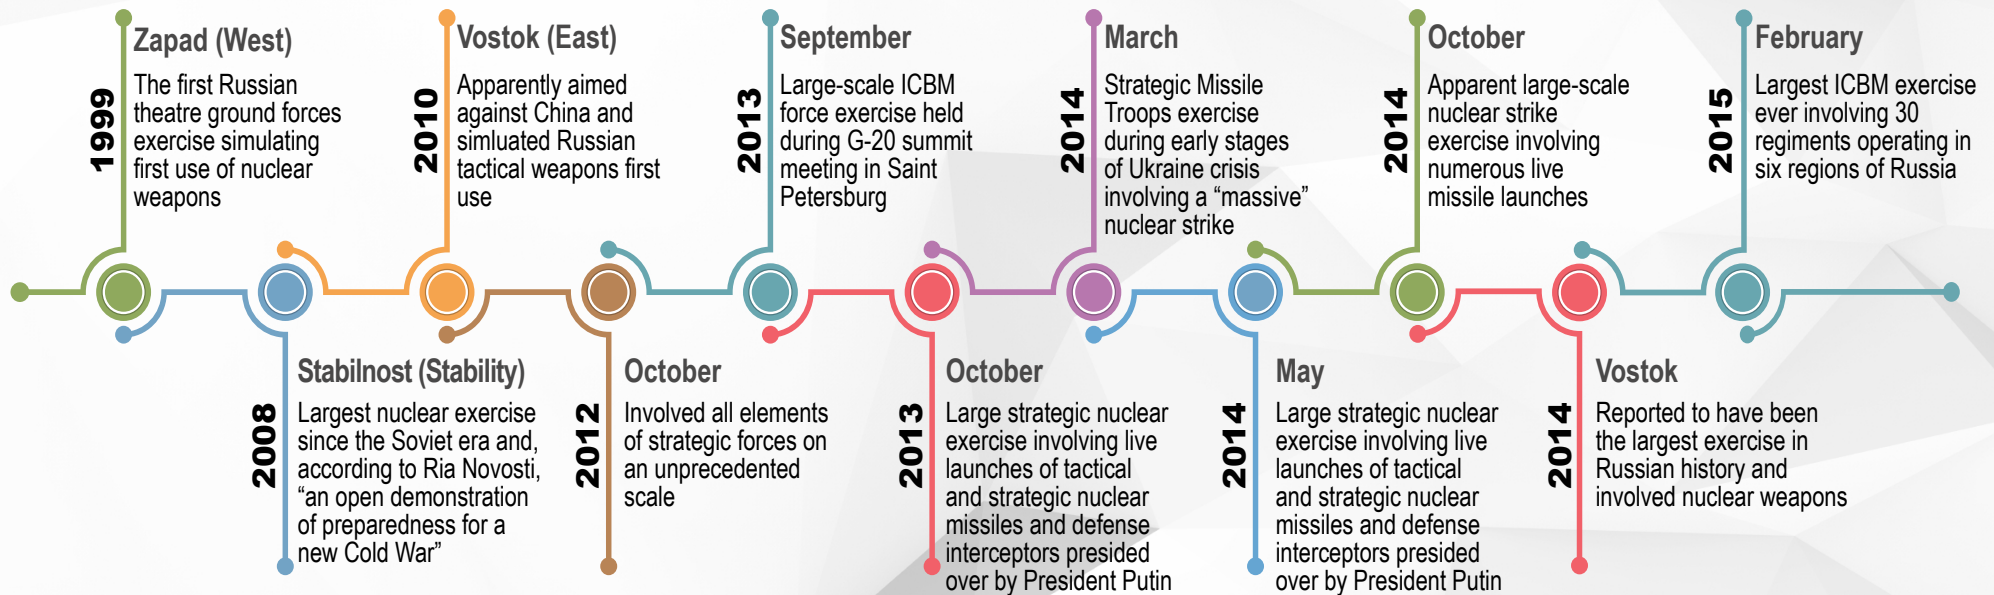 1999
Zapad (West)
The first Russian
theatre ground forces
exercise simulating
first use of nuclear
weapons
2008
Stabilnost (Stability)
Largest nuclear exercise
since the Soviet era and,
according to Ria Novosti,
“an open demonstration
of preparedness for a
new Cold War”
2010
Vostok (East)
Apparently aimed
against China and
simluated Russian
tactical weapons first
use
2012
October
Involved all elements
of strategic forces on
an unprecedented
scale
2013
September
Large-scale ICBM
force exercise held
during G-20 summit
meeting in Saint
Petersburg
2013
October
Large strategic nuclear
exercise involving live
launches of tactical
and strategic nuclear
missiles and defense
interceptors presided
over by President Putin
2014
March
Strategic Missile
Troops exercise
during early stages
of Ukraine crisis
involving a “massive”
nuclear strike
2014
May
Large strategic nuclear
exercise involving live
launches of tactical
and strategic nuclear
missiles and defense
interceptors presided
over by President Putin
2014
October
Apparent large-scale
nuclear strike
exercise involving
numerous live
missile launches
2014
Vostok
Reported to have been
the largest exercise in
Russian history and
involved nuclear weapons
2015
February
Largest ICBM exercise
ever involving 30
regiments operating in
six regions of Russia